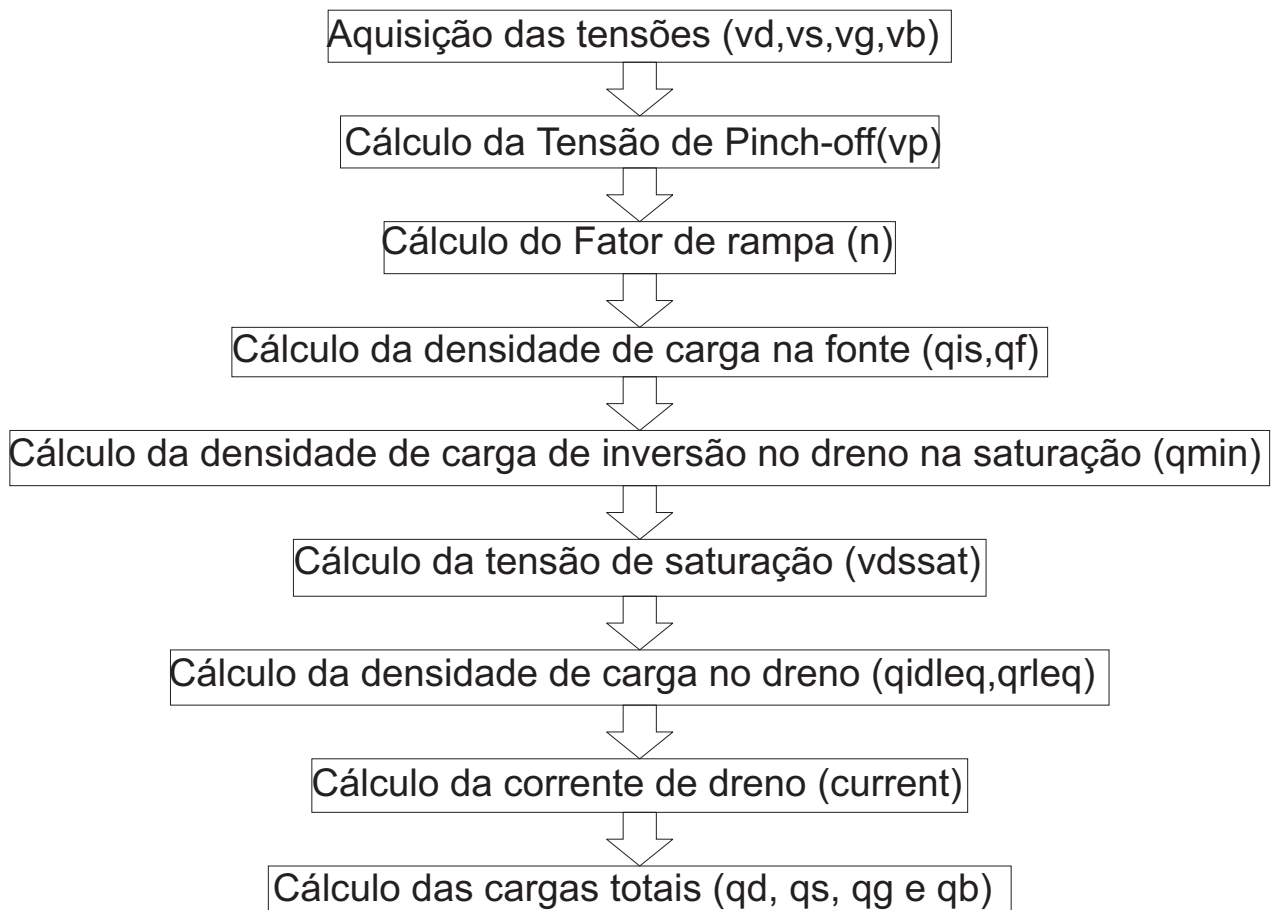 Aquisição das tensões (vd,vs,vg,vb)
Cálculo da Tensão de Pinch-off(vp)
Cálculo do Fator de rampa (n)
Cálculo da densidade de carga na fonte (qis,qf)
Cálculo da densidade de carga de inversão no dreno na saturação (qmin)
Cálculo da tensão de saturação (vdssat)
Cálculo da densidade de carga no dreno (qidleq,qrleq)
Cálculo da corrente de dreno (current)
Cálculo das cargas totais (qd, qs, qg e qb)